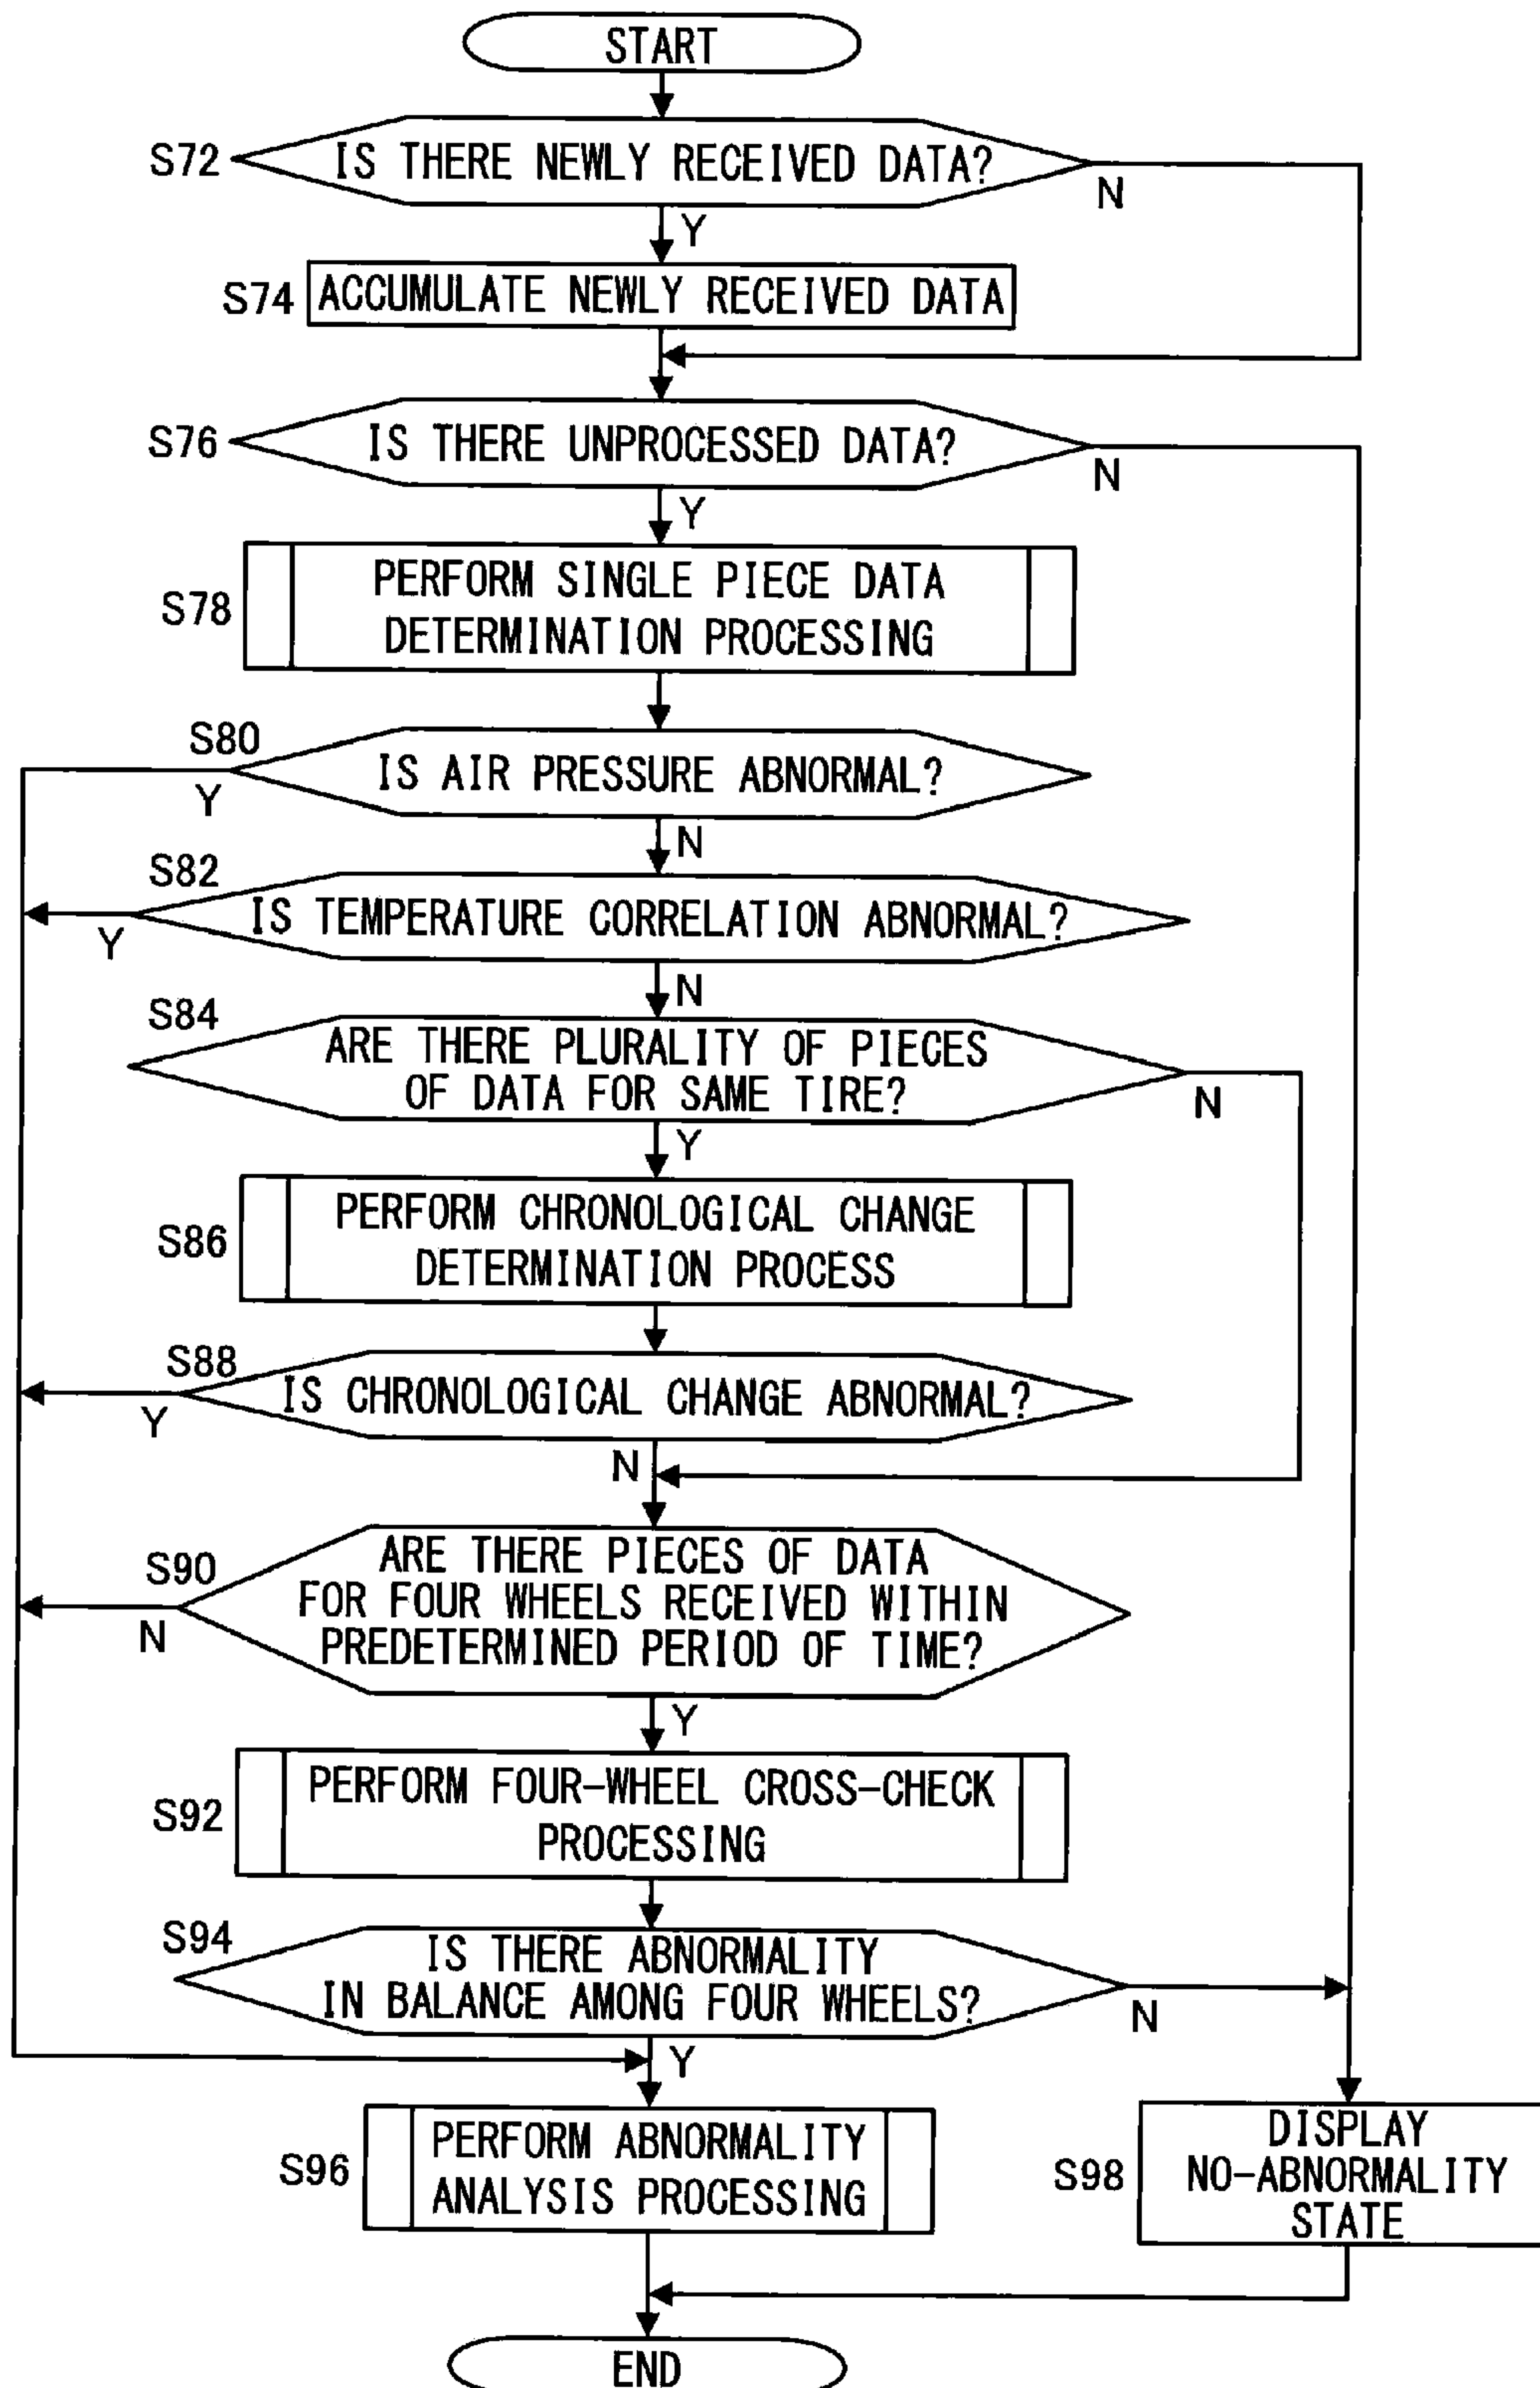 START
S72
IS THERE NEWLY RECEIVED DATA?
N
Y
S74
ACCUMULATE NEWLY RECEIVED DATA
S76
IS THERE UNPROCESSED DATA?
N
Y
S78
PERFORM SINGLE PIECE DATA
DETERMINATION PROCESSING
S80
IS AIR PRESSURE ABNORMAL?
Y
N
S82
IS TEMPERATURE CORRELATION ABNORMAL?
Y
N
S84
ARE THERE PLURALITY OF PIECES
OF DATA FOR SAME TIRE?
N
Y
S86
PERFORM CHRONOLOGICAL CHANGE
DETERMINATION PROCESS
S88
IS CHRONOLOGICAL CHANGE ABNORMAL?
Y
N
S90
ARE THERE PIECES OF DATA
FOR FOUR WHEELS RECEIVED WITHIN
PREDETERMINED PERIOD OF TIME?
N
Y
S92
PERFORM FOUR-WHEEL CROSS-CHECK
PROCESSING
S94
IS THERE ABNORMALITY
IN BALANCE AMONG FOUR WHEELS?
N
Y
S96
PERFORM ABNORMALITY
ANALYSIS PROCESSING
S98
DISPLAY
NO-ABNORMALITY
STATE
END